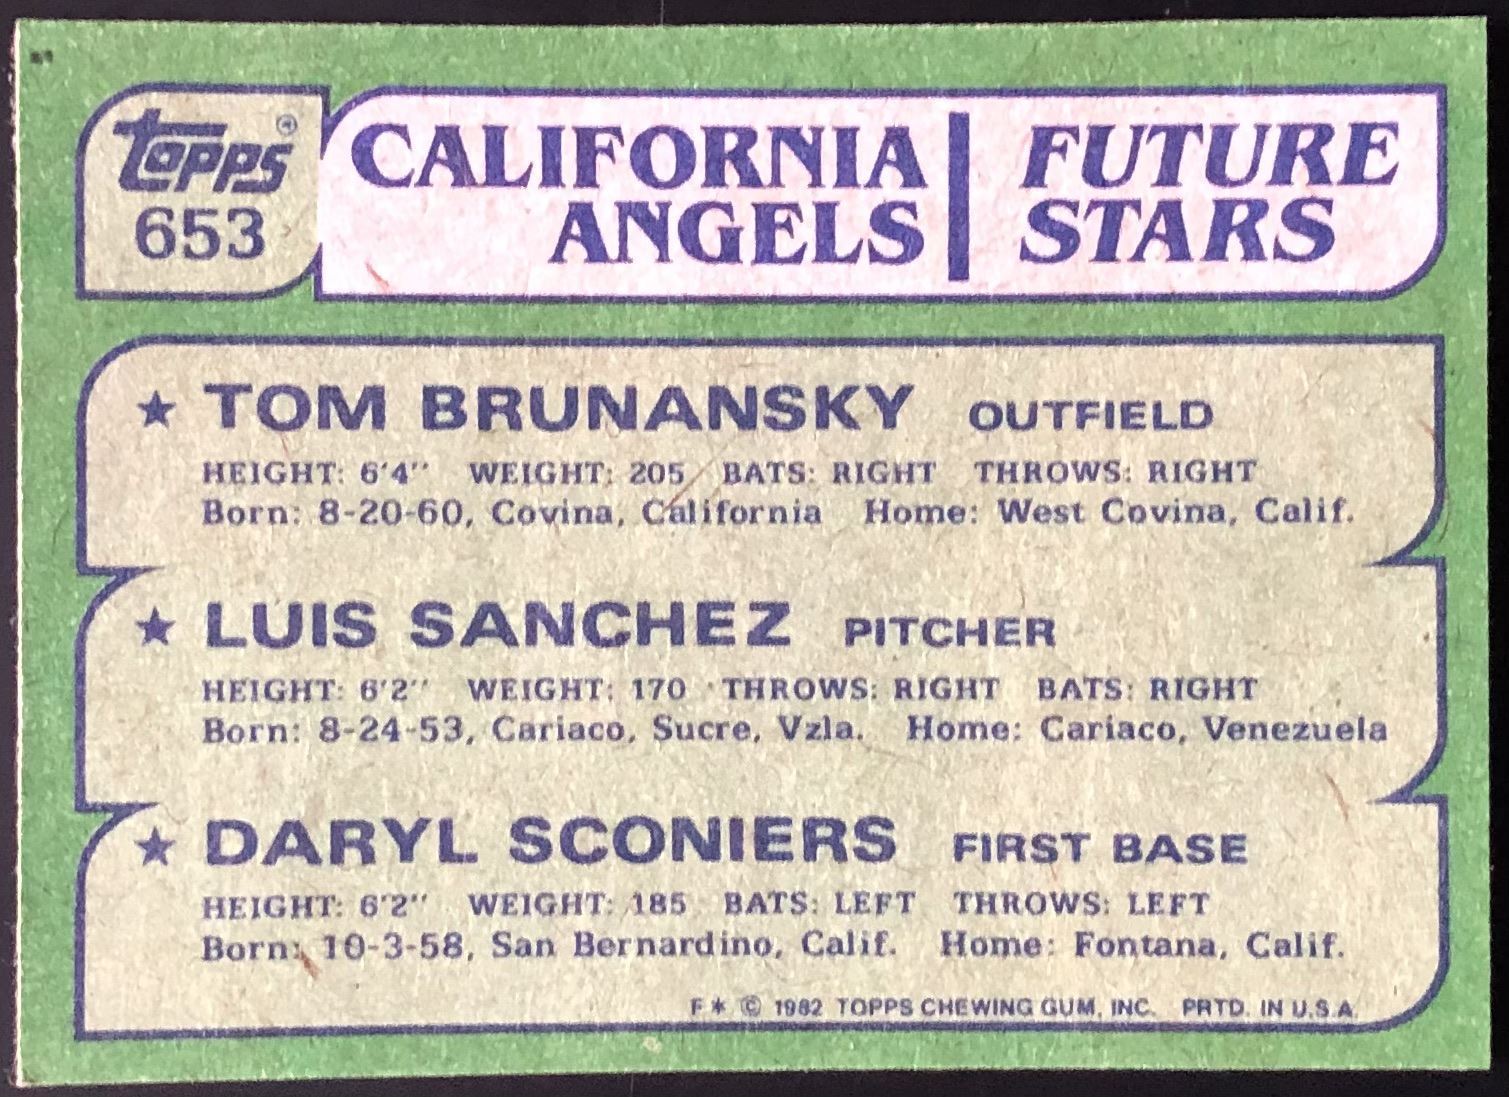 topps ®
653
CALIFORNIA ANGELS
FUTURE STARS
★ TOM BRUNANSKY OUTFIELD
HEIGHT: 6'4" WEIGHT: 205 BATS: RIGHT THROWS: RIGHT
Born: 8-20-60, Covina, California Home: West Covina, Calif.
★ LUIS SANCHEZ PITCHER
HEIGHT: 6'2" WEIGHT: 170 THROWS: RIGHT BATS: RIGHT
Born: 8-24-53, Cariaco, Sucre, Vzla. Home: Cariaco, Venezuela
★ DARYL SCONIERS FIRST BASE
HEIGHT: 6'2" WEIGHT: 185 BATS: LEFT THROWS: LEFT
Born: 10-3-58, San Bernardino, Calif. Home: Fontana, Calif.
F * © 1982 TOPPS CHEWING GUM, INC. PRTD. IN U.S.A.